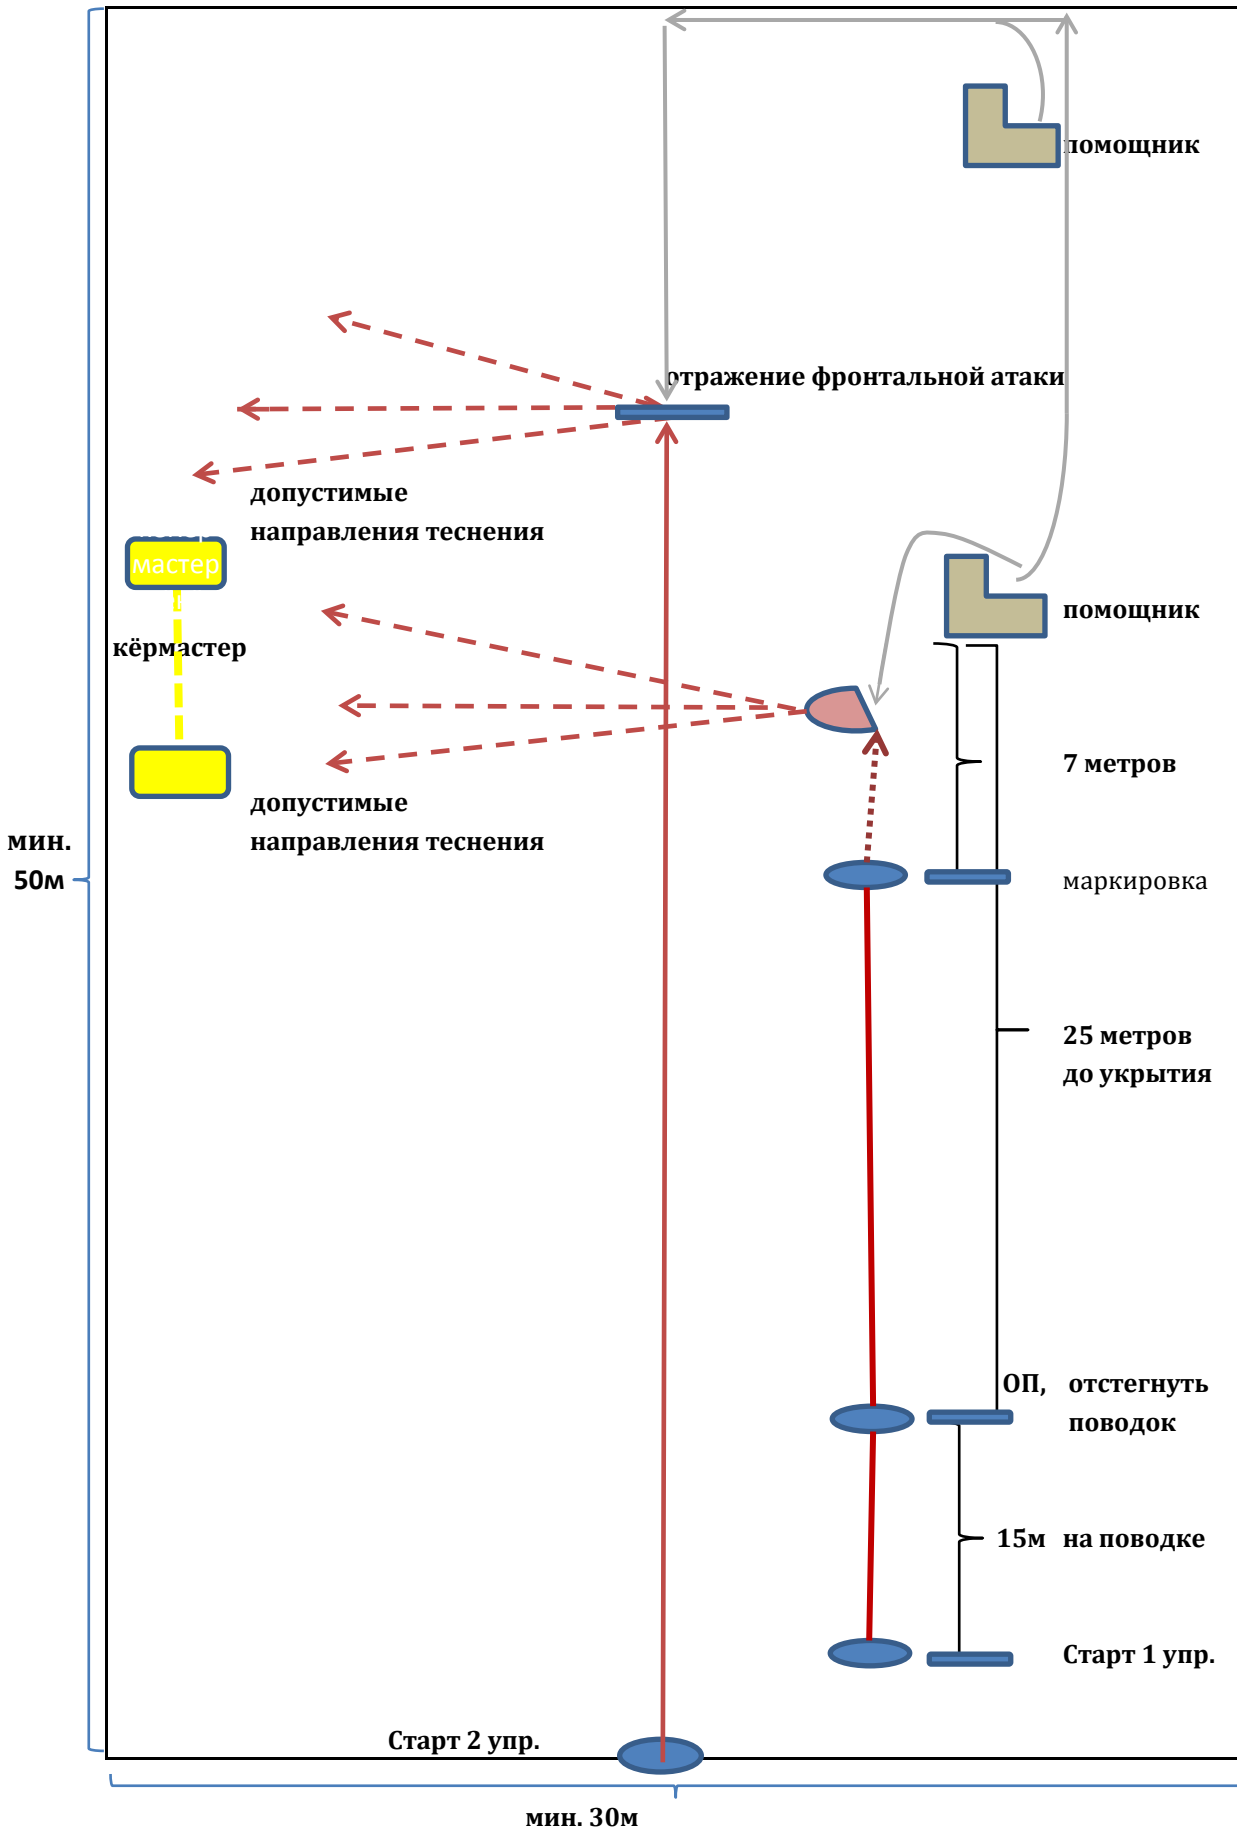 помощник
отражение фронтальной атаки
допустимые
направления теснения
мастер
помощник
кёрмастер
7 метров
допустимые
направления теснения
мин.
50м
маркировка
25 метров
до укрытия
ОП, отстегнуть
поводок
15м на поводке
Старт 1 упр.
Старт 2 упр.
мин. 30м